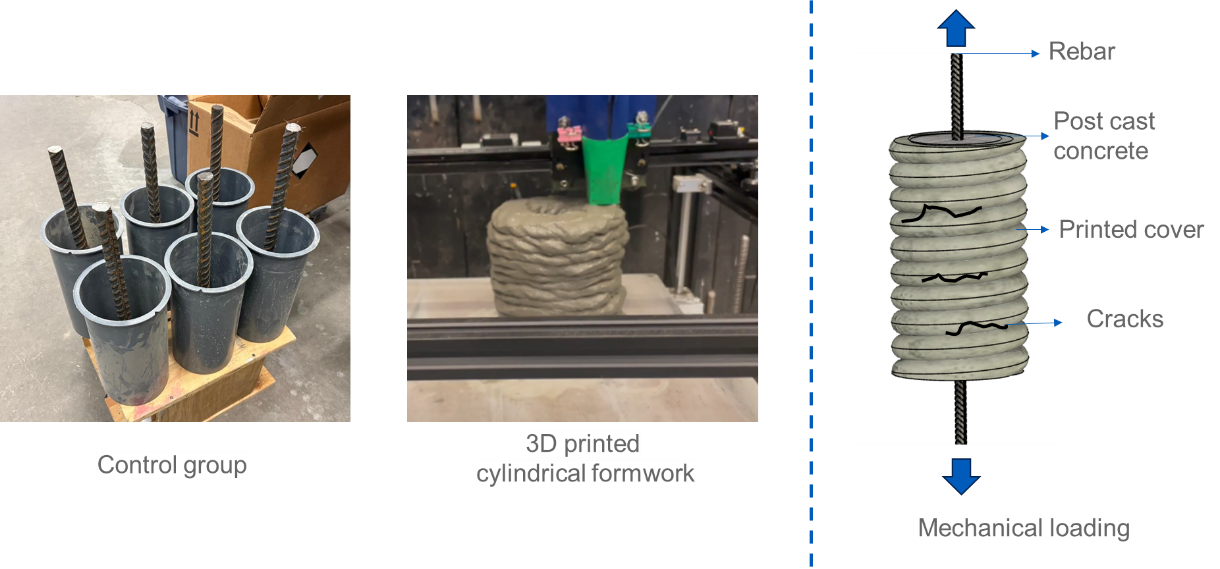 Control group
3D printed
cylindrical formwork
Rebar
Post cast
concrete
Printed cover
Cracks
Mechanical loading